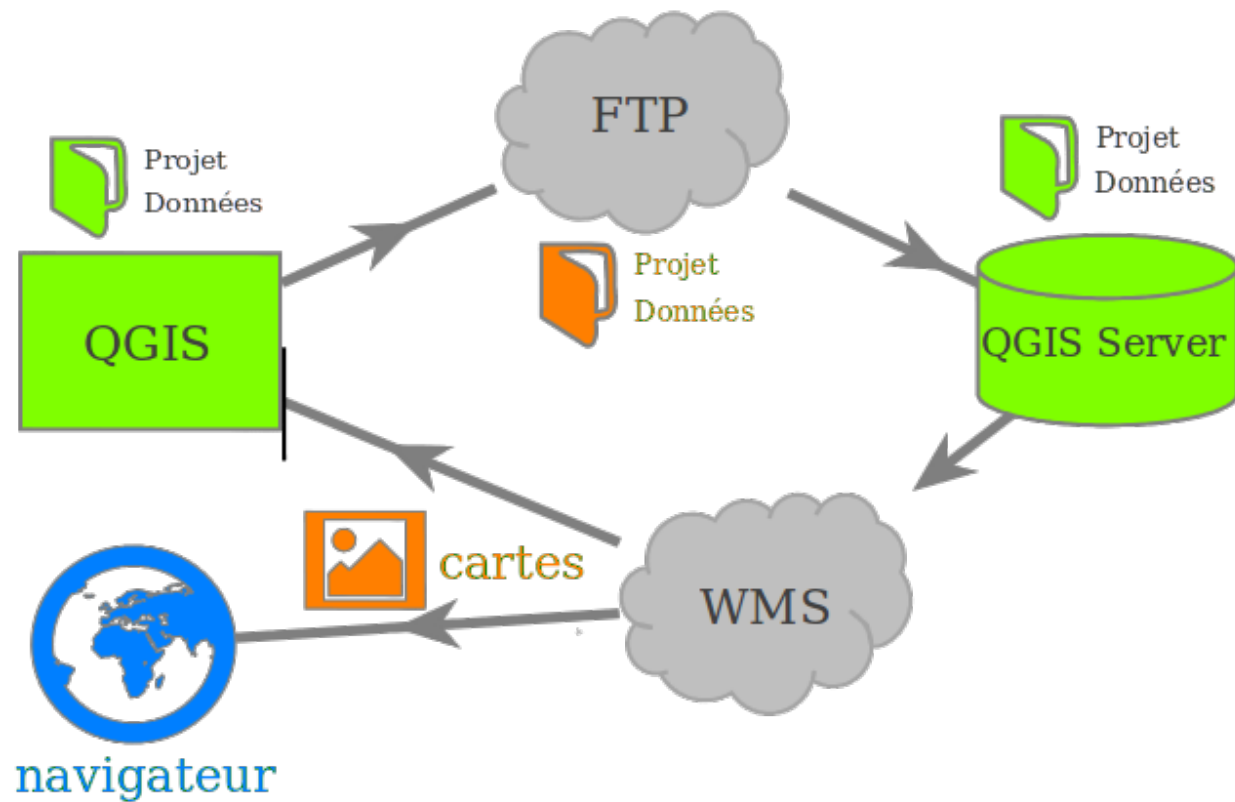 FTP
Projet
Données
Projet
Données
Projet
Données
QGIS
QGIS Server
cartes
WMS
navigateur